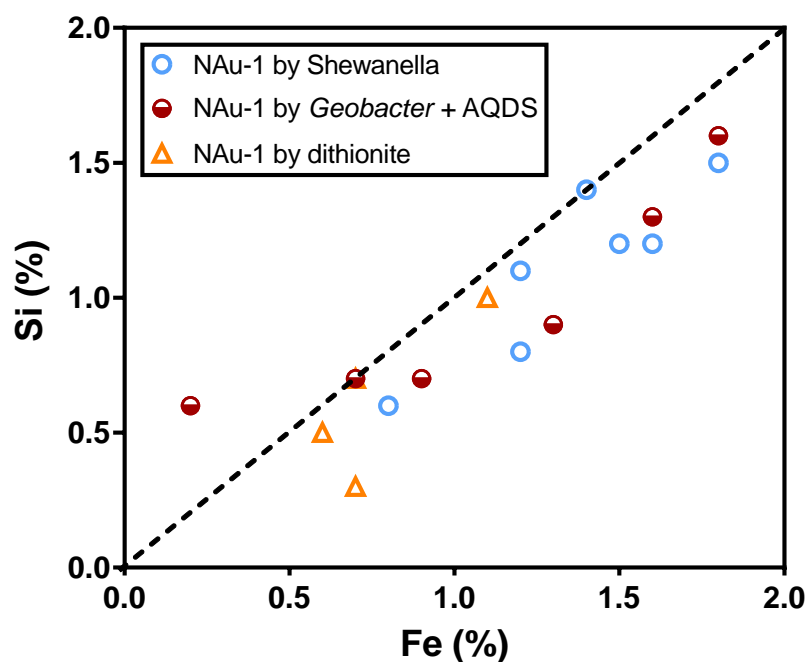 2.0
NAu-1 by Shewanella
NAu-1 by Geobacter + AQDS
NAu-1 by dithionite
1.5
Si (%)
1.0
0.5
0.0
0.0 0.5 1.0 1.5 2.0
Fe (%)